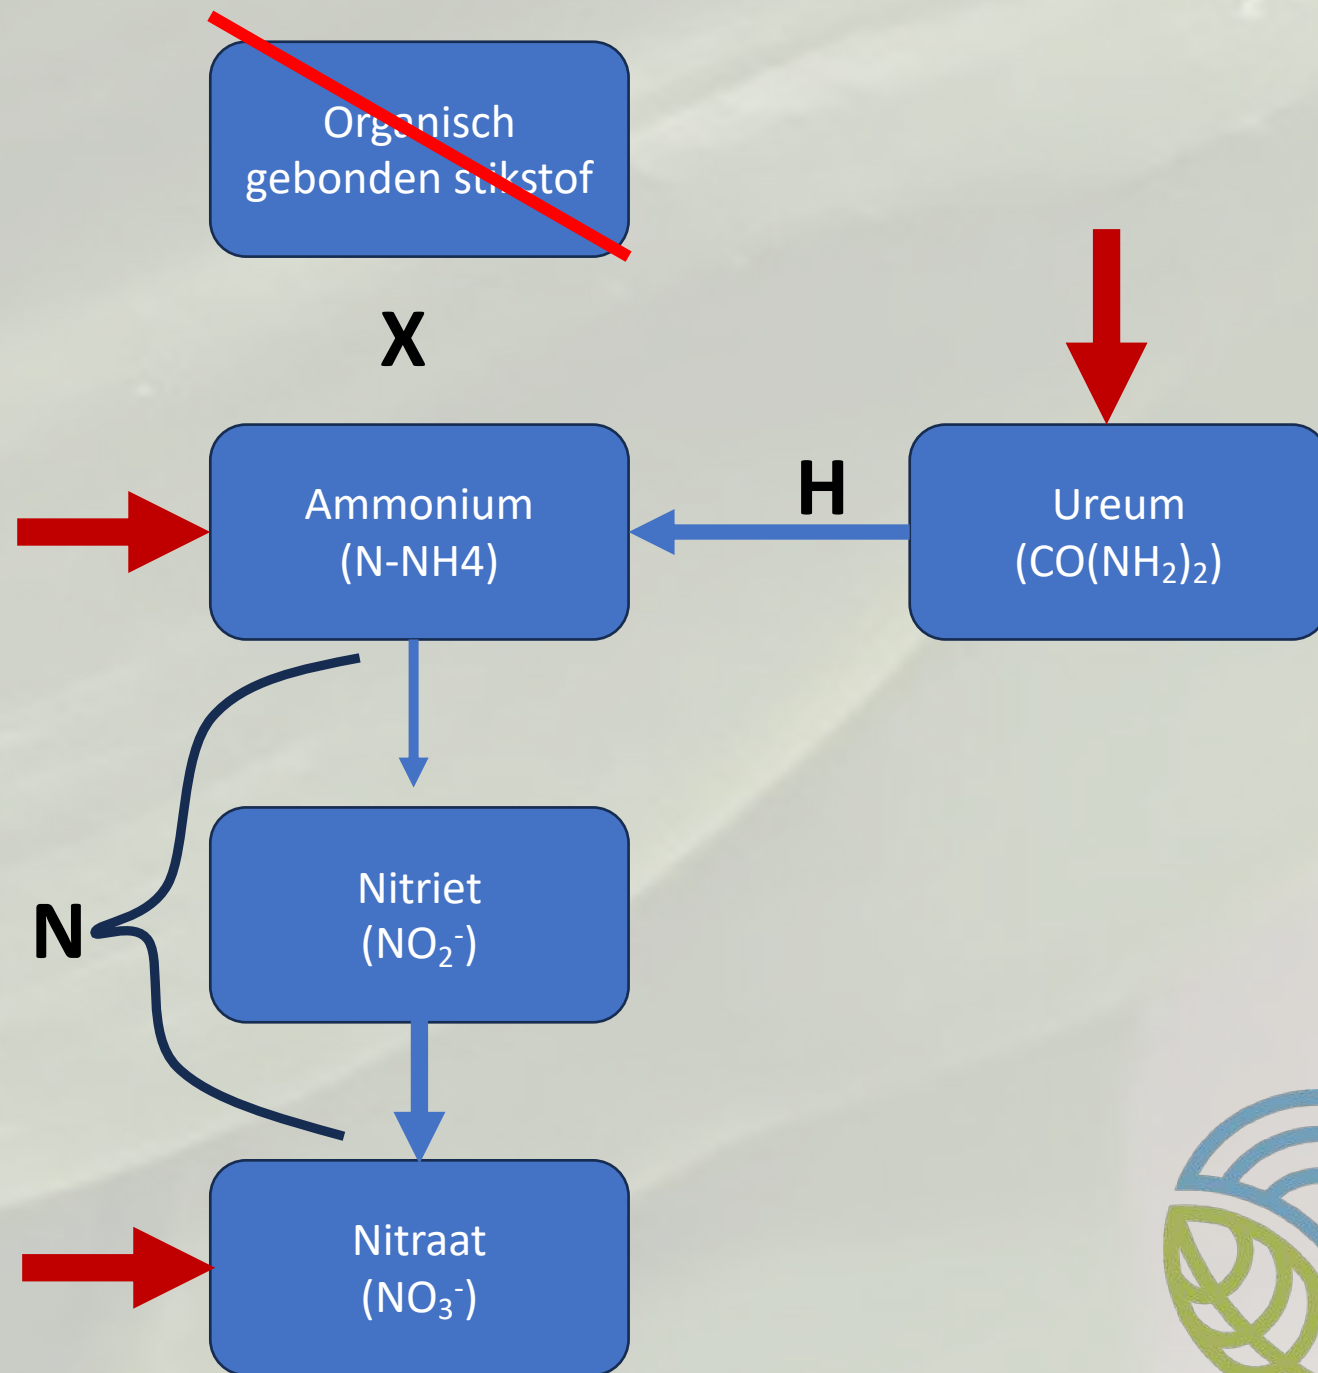 Organisch
gebonden stikstof
X
Ammonium
(N-NH4)
H
Ureum
(CO(NH₂)₂)
N
Nitriet
(NO₂⁻)
Nitraat
(NO₃⁻)